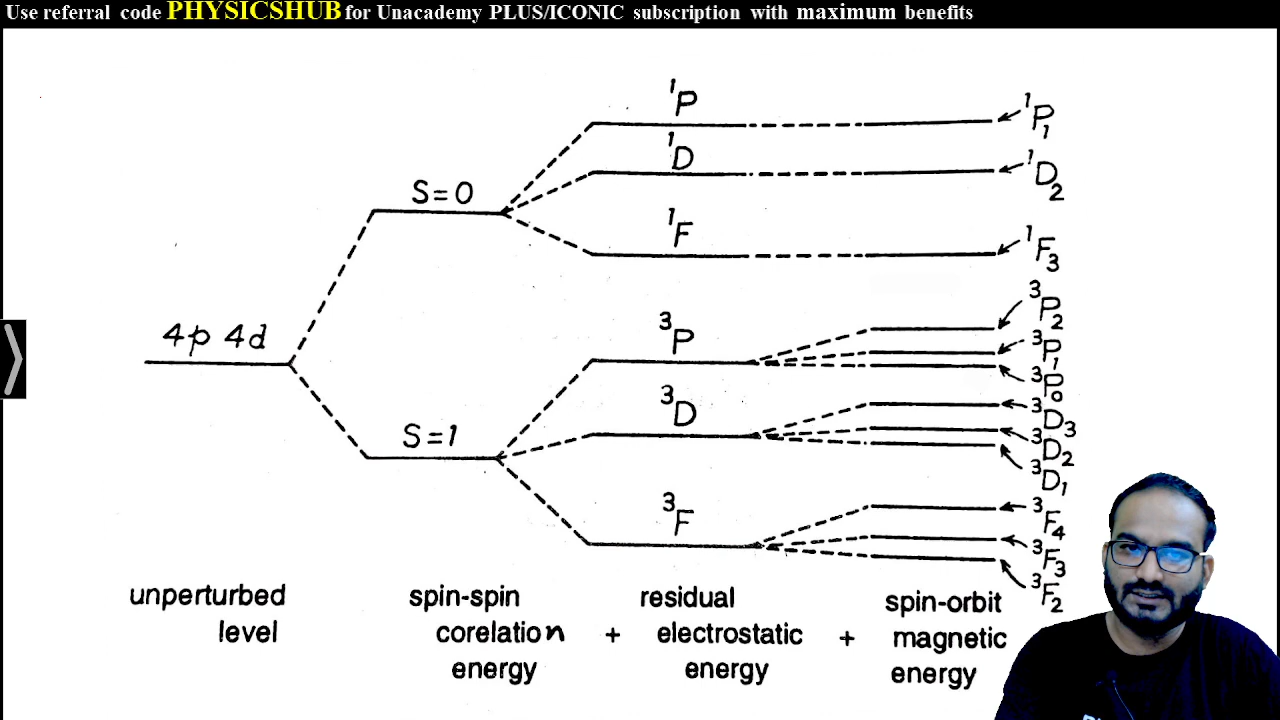 Use referral code PHYSICSHUB for Unacademy PLUS/ICONIC subscription with maximum benefits
¹P
¹P₁
¹D
¹D₂
S=0
¹F
¹F₃
³P₂
4p 4d
³P
³P₁
³P₀
³D
³D₃
S=1
³D₂
³D₁
³F
³F₄
³F₃
³F₂
unperturbed level
spin-spin corelation energy
+
residual electrostatic energy
+
spin-orbit magnetic energy